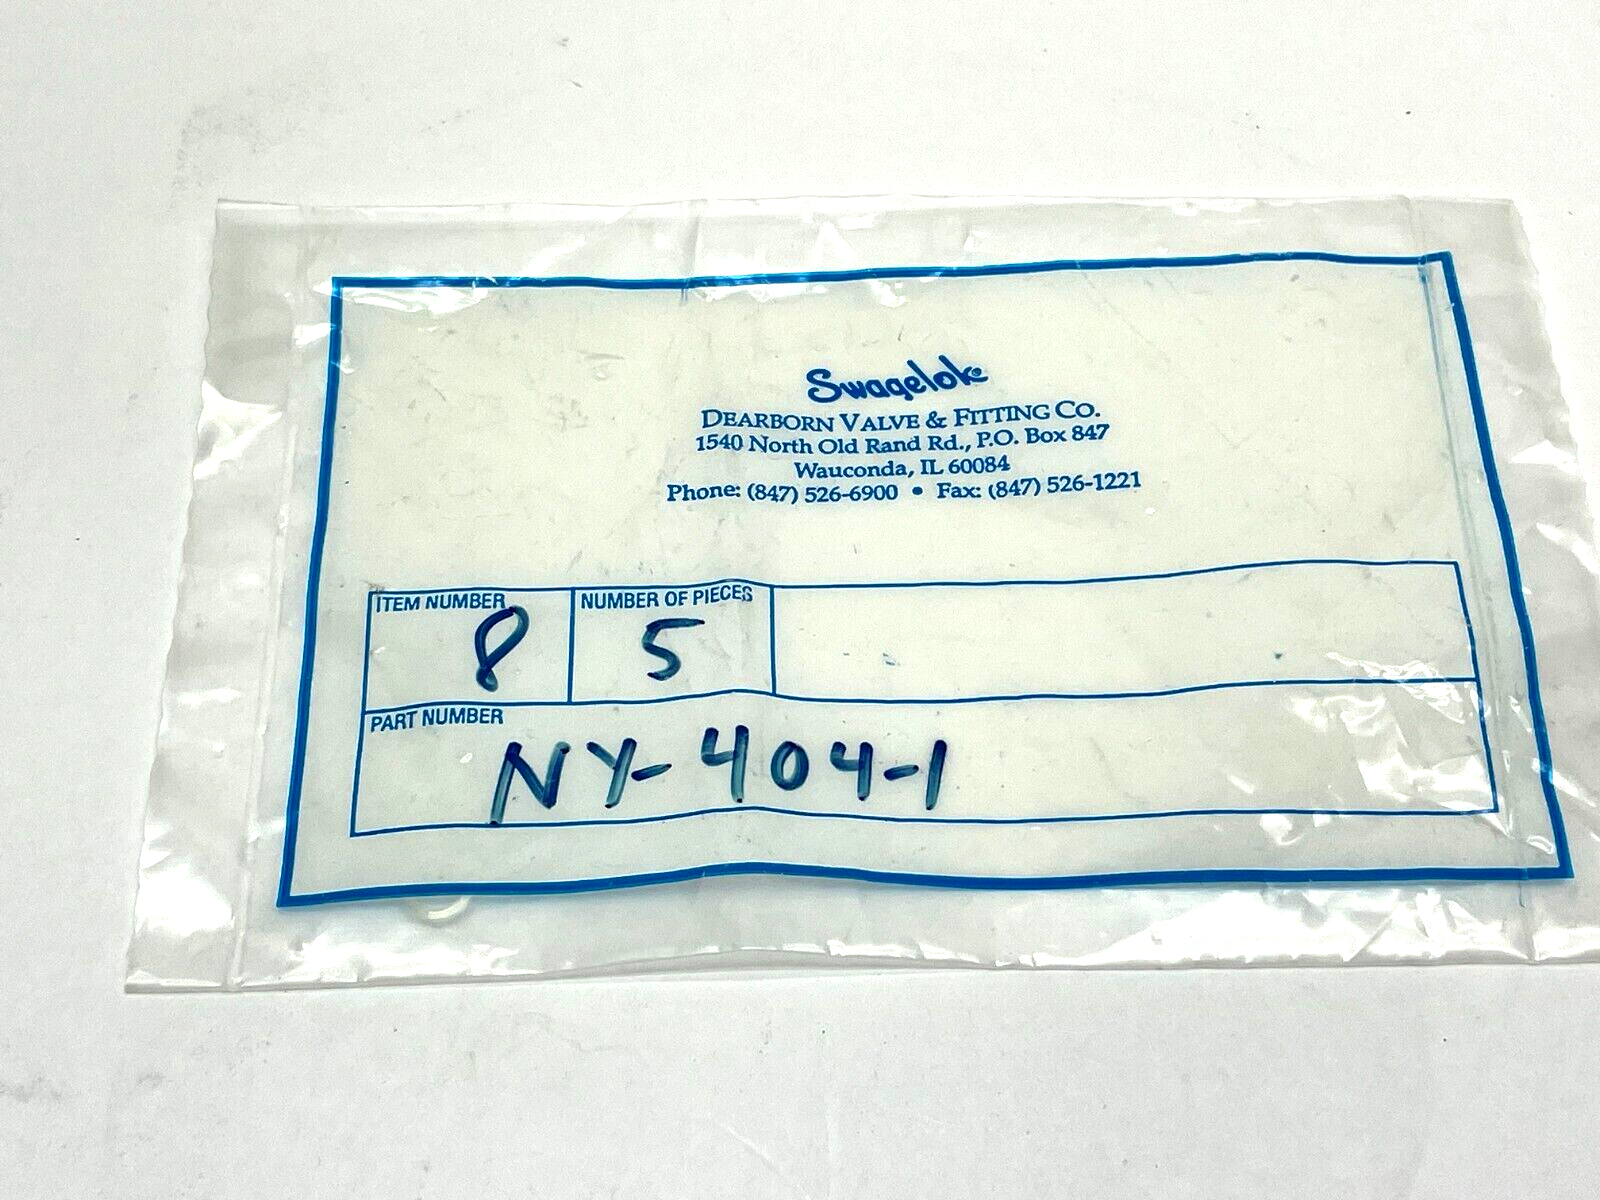 Swagelok
DEARBORN VALVE & FITTING CO.
1540 North Old Rand Rd., P.O. Box 847
Wauconda, IL 60084
Phone: (847) 526-6900 • Fax: (847) 526-1221
ITEM NUMBER NUMBER OF PIECES
8 5
PART NUMBER
NY-404-1